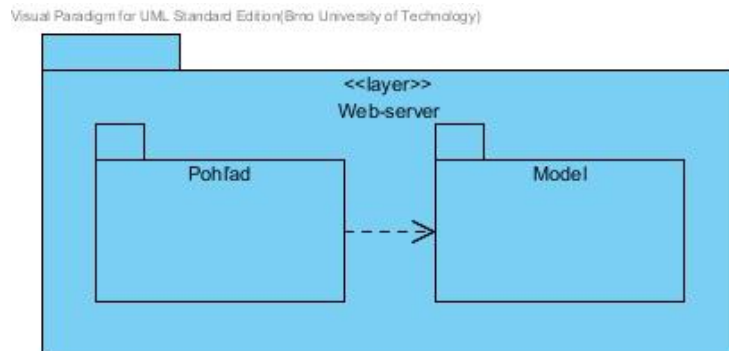 Visual Paradigm for UML Standard Edition(Brno University of Technology)
<<layer>>
Web-server
Pohľad
Model